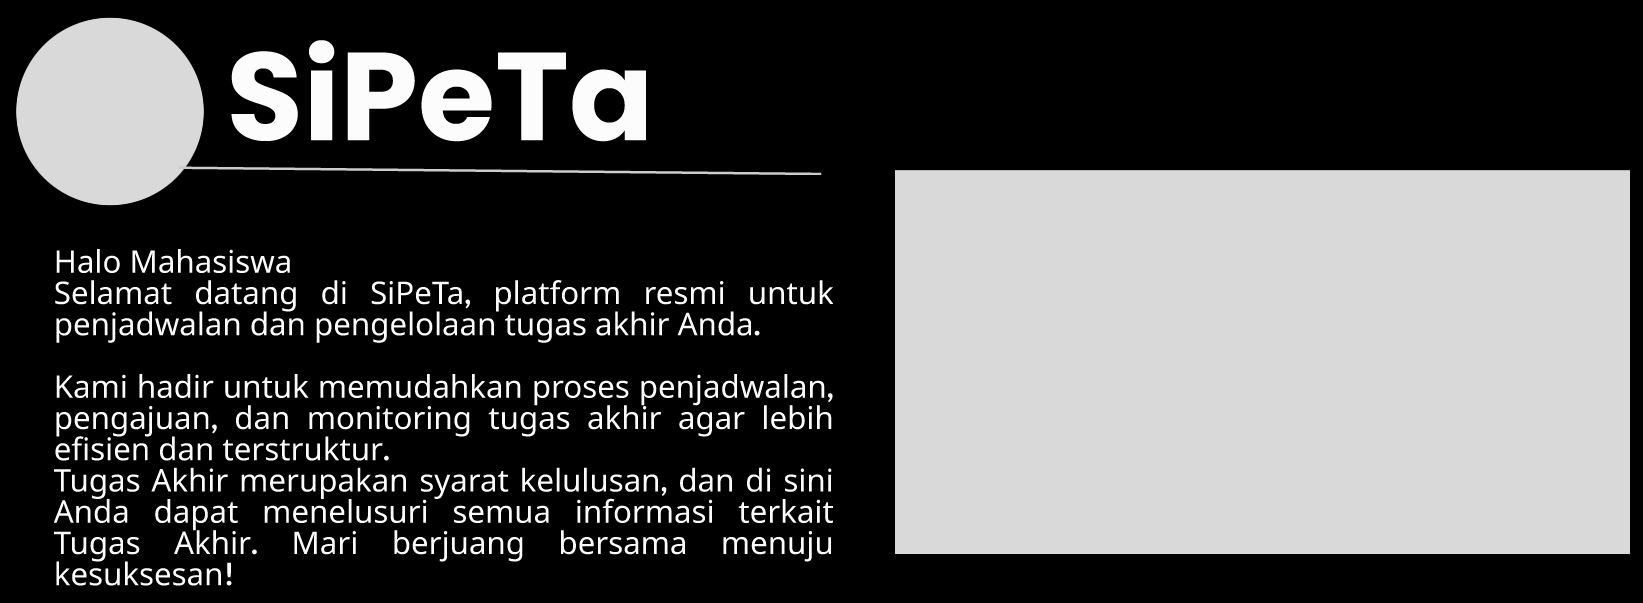 SiPeTa
Halo Mahasiswa
Selamat datang di SiPeTa, platform resmi untuk
penjadwalan dan pengelolaan tugas akhir Anda.
Kami hadir untuk memudahkan proses penjadwalan,
pengajuan, dan monitoring tugas akhir agar lebih
efisien dan terstruktur.
Tugas Akhir merupakan syarat kelulusan, dan di sini
Anda dapat menelusuri semua informasi terkait
Tugas Akhir. Mari berjuang bersama menuju
kesuksesan!